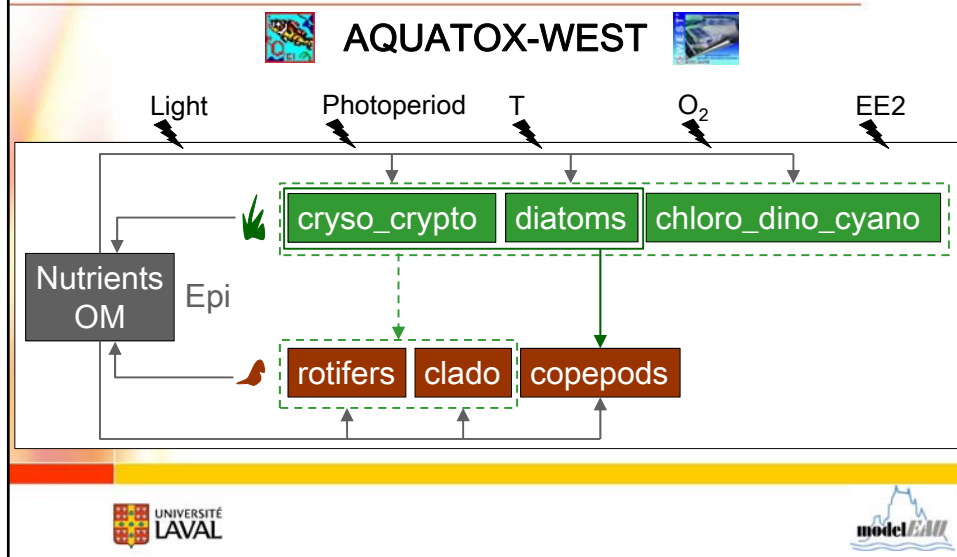 AQUATOX-WEST
Light Photoperiod T O₂ EE2
cryso_crypto diatoms chloro_dino_cyano
Nutrients
OM
Epi
rotifers clado copepods
UNIVERSITÉ
LAVAL
modelEAU